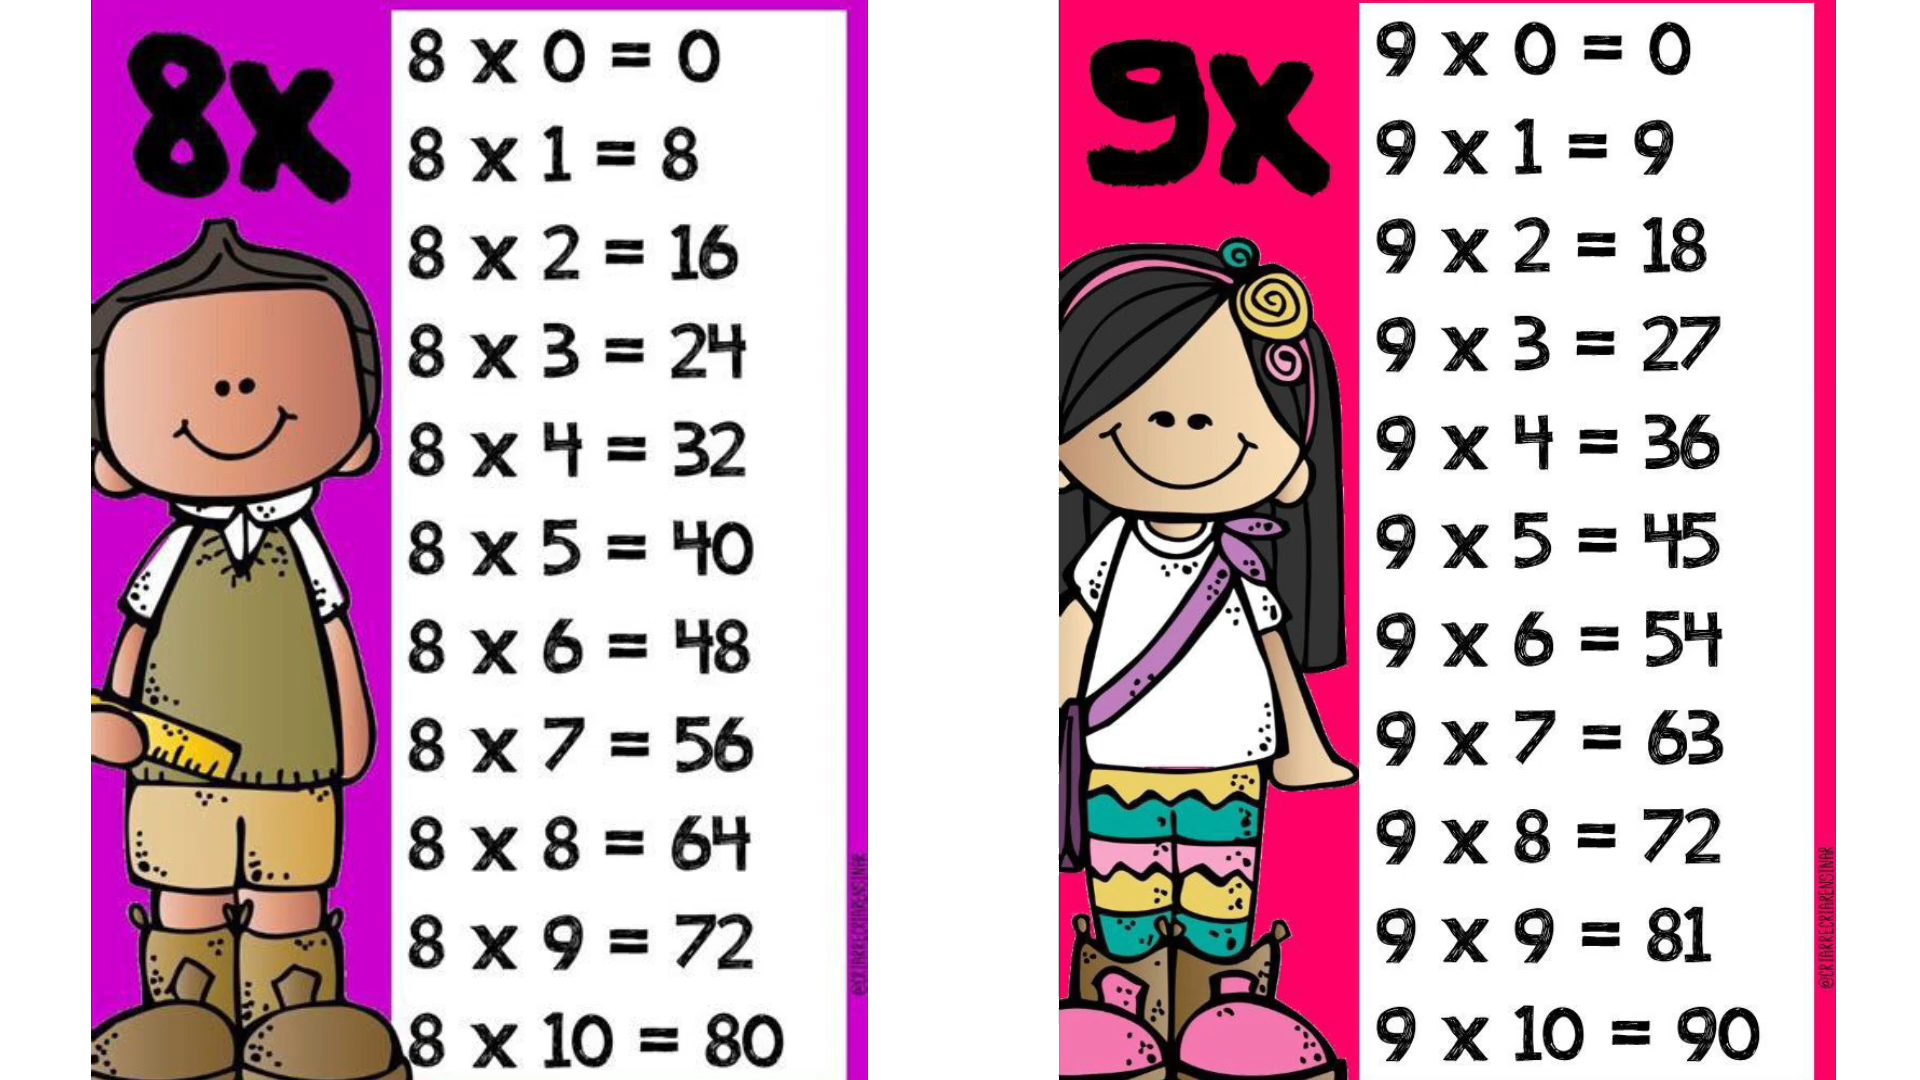 8x
8 x 0 = 0
8 x 1 = 8
8 x 2 = 16
8 x 3 = 24
8 x 4 = 32
8 x 5 = 40
8 x 6 = 48
8 x 7 = 56
8 x 8 = 64
8 x 9 = 72
8 x 10 = 80
@CRIARRECRIARENSINAR
9x
9 x 0 = 0
9 x 1 = 9
9 x 2 = 18
9 x 3 = 27
9 x 4 = 36
9 x 5 = 45
9 x 6 = 54
9 x 7 = 63
9 x 8 = 72
9 x 9 = 81
9 x 10 = 90
@CRIARRECRIARENSINAR